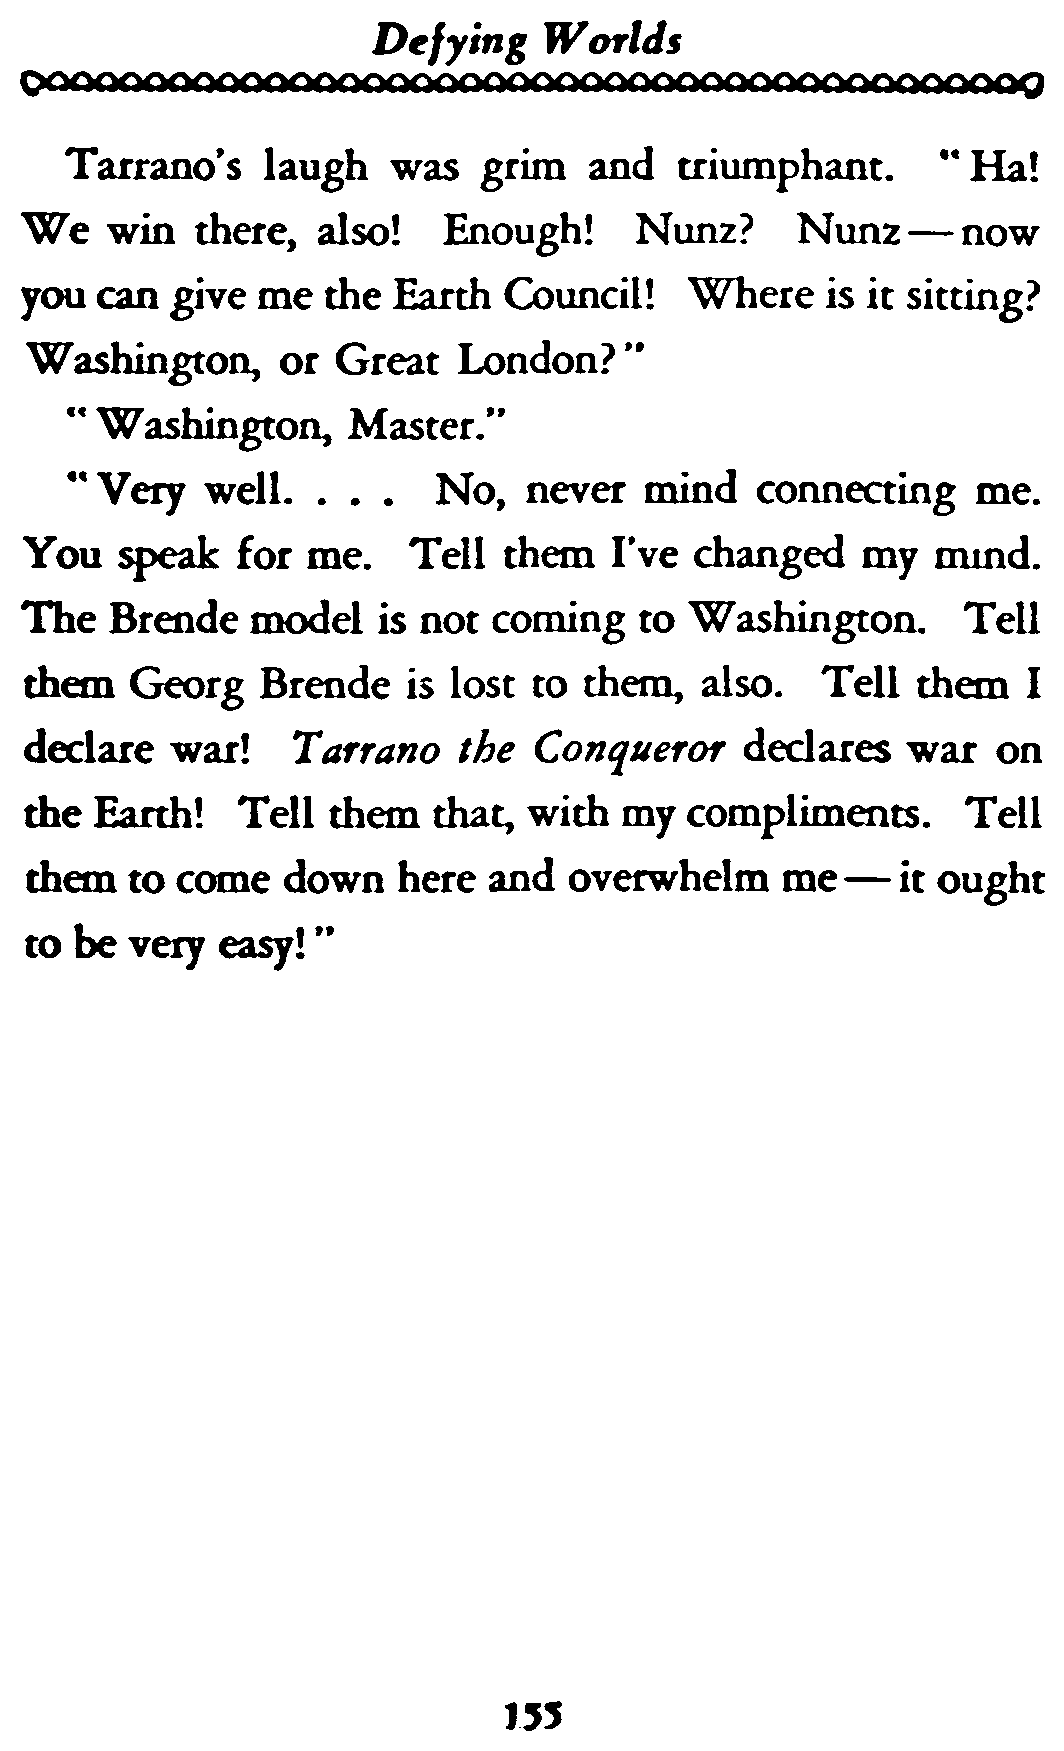 Defying Worlds
Tarrano's laugh was grim and triumphant. "Ha!
We win there, also! Enough! Nunz? Nunz—now
you can give me the Earth Council! Where is it sitting?
Washington, or Great London?"
"Washington, Master."
"Very well. . . . No, never mind connecting me.
You speak for me. Tell them I've changed my mind.
The Brende model is not coming to Washington. Tell
them Georg Brende is lost to them, also. Tell them I
declare war! Tarrano the Conqueror declares war on
the Earth! Tell them that, with my compliments. Tell
them to come down here and overwhelm me—it ought
to be very easy!"
155